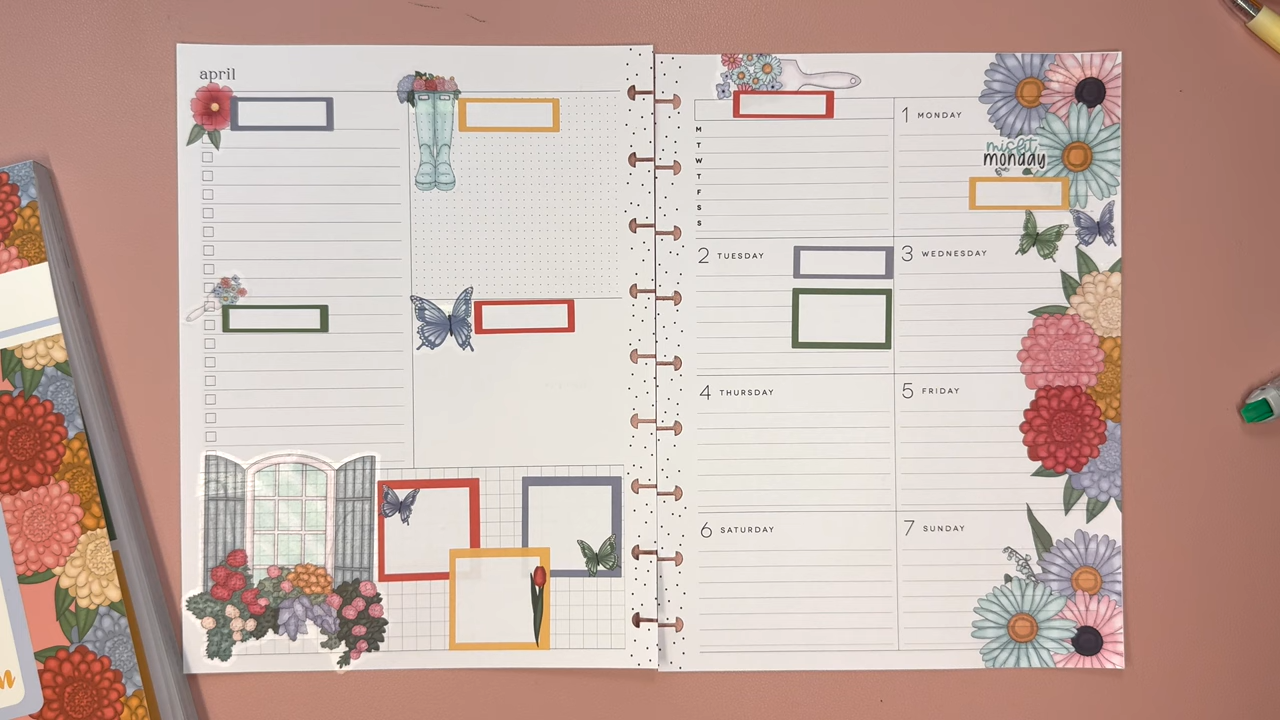 april
M
T
W
T
F
S
S
1 MONDAY
misfit
monday
2 TUESDAY
3 WEDNESDAY
4 THURSDAY
5 FRIDAY
6 SATURDAY
7 SUNDAY